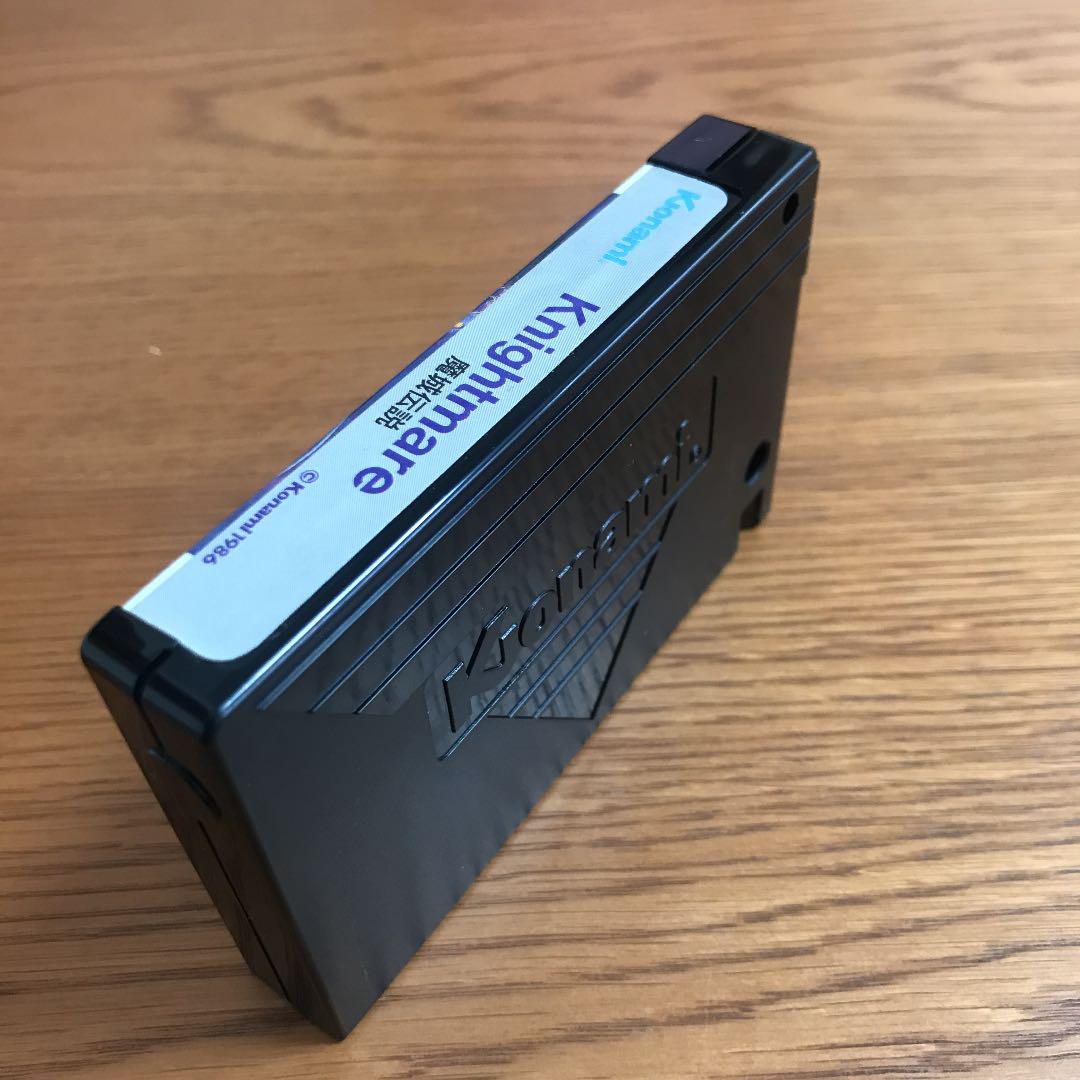 Konami.
Knightmare
魔城伝説
© Konami 1986
Konami.